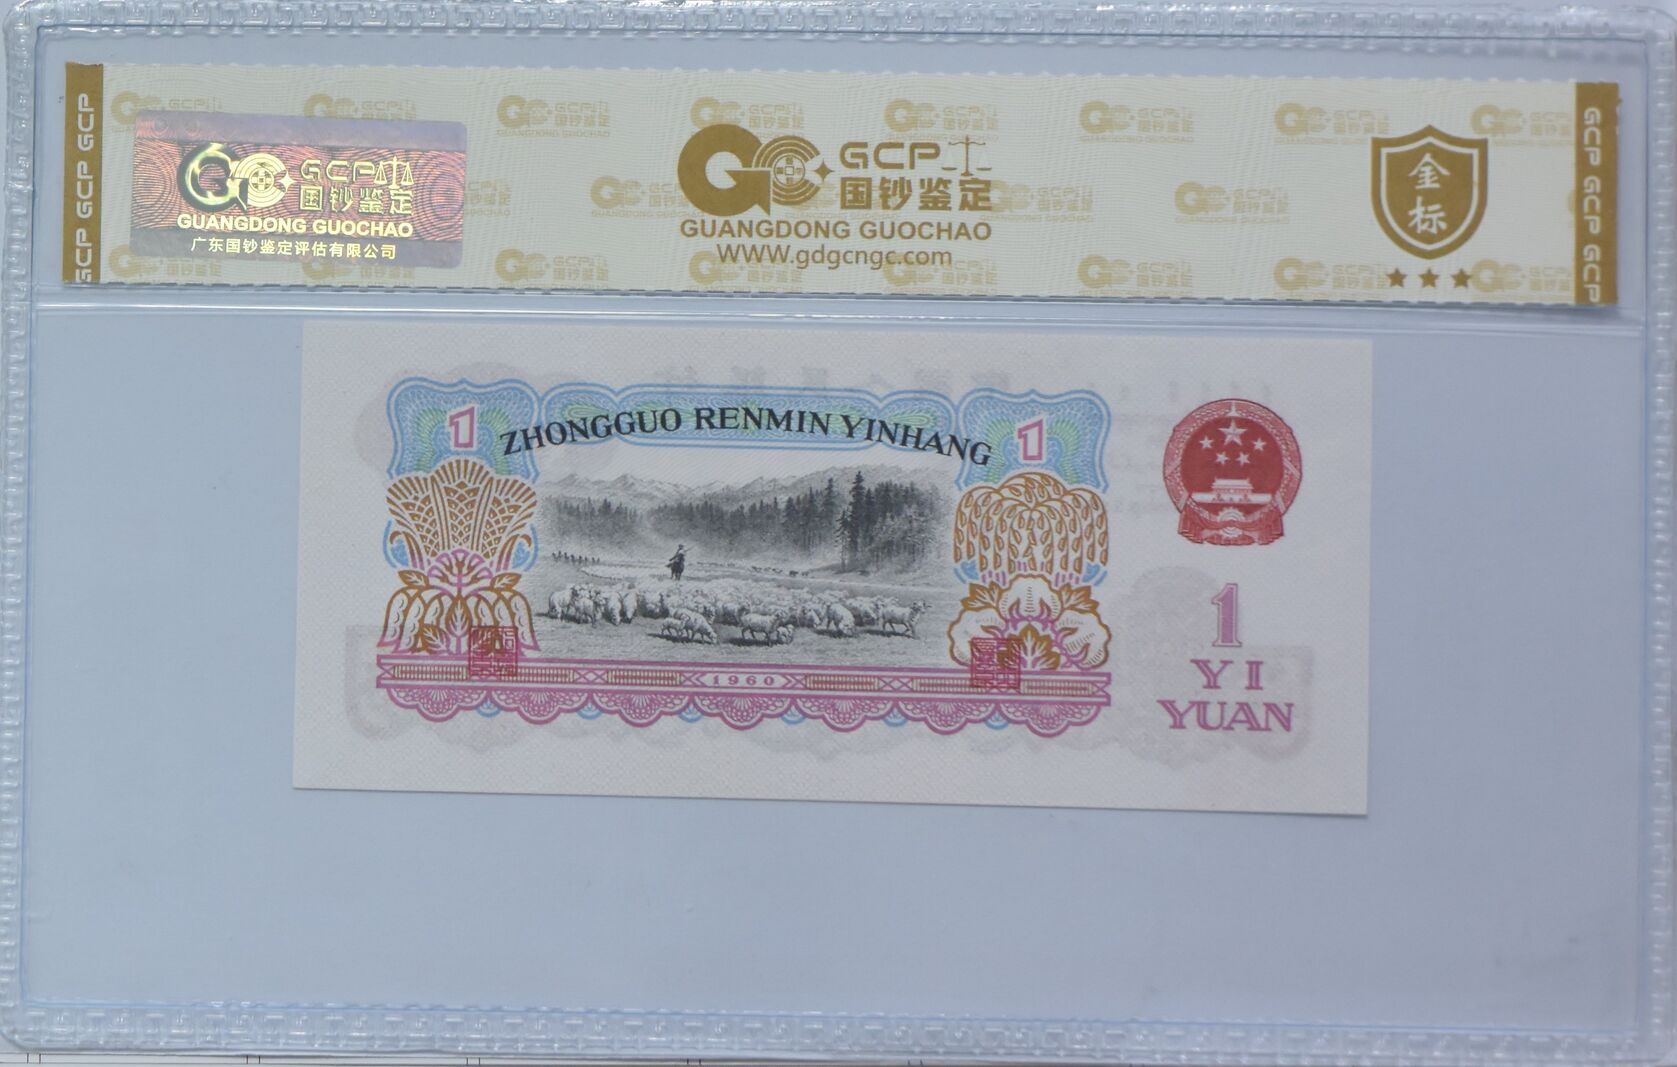 GCP GCP GCP
GCP
国钞鉴定
GUANGDONG GUOCHAO
广东国钞鉴定评估有限公司
GCP
国钞鉴定
GUANGDONG GUOCHAO
WWW.gdgcngc.com
金
标
GCP GCP GCP
1
ZHONGGUO RENMIN YINHANG
1
1960
1
YI
YUAN